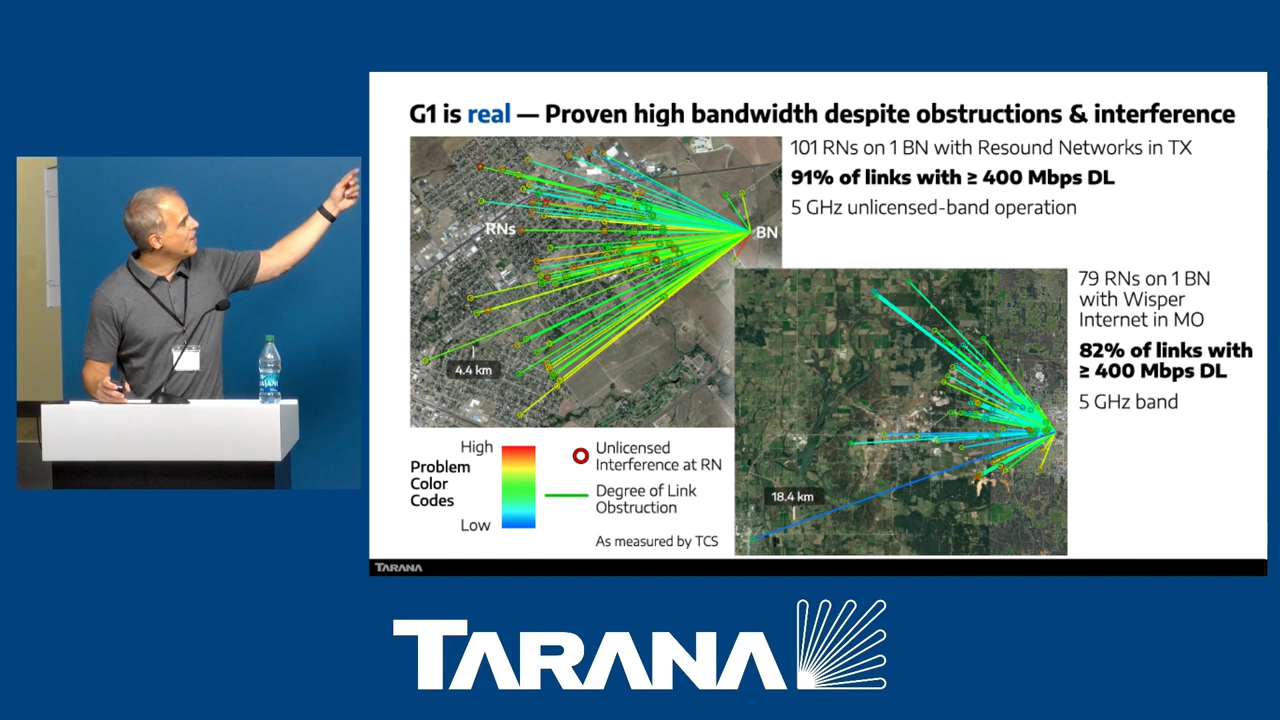 G1 is real — Proven high bandwidth despite obstructions & interference
101 RNs on 1 BN with Resound Networks in TX
91% of links with ≥ 400 Mbps DL
5 GHz unlicensed-band operation
RNs
BN
4.4 km
79 RNs on 1 BN
with Wisper
Internet in MO
82% of links with
≥ 400 Mbps DL
5 GHz band
18.4 km
High
Problem
Color
Codes
Low
Unlicensed
Interference at RN
Degree of Link
Obstruction
As measured by TCS
TARANA
TARANA
DASANI